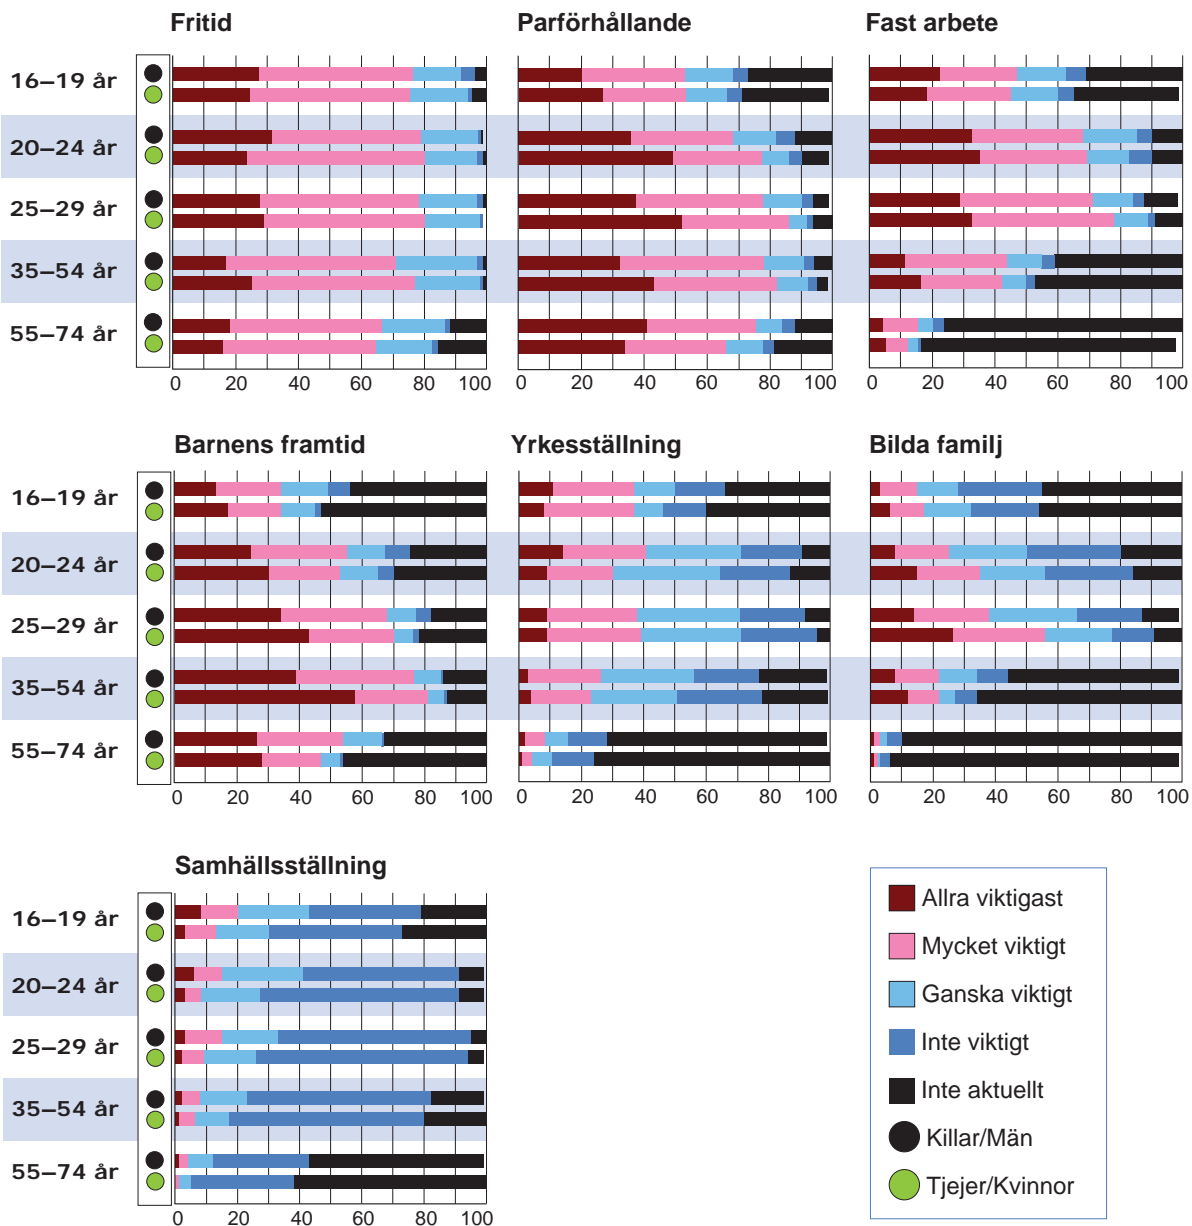 Fritid Parförhållande Fast arbete
16–19 år
20–24 år
25–29 år
35–54 år
55–74 år
0 20 40 60 80 100 0 20 40 60 80 100 0 20 40 60 80 100
Barnens framtid Yrkesställning Bilda familj
16–19 år
20–24 år
25–29 år
35–54 år
55–74 år
0 20 40 60 80 100 0 20 40 60 80 100 0 20 40 60 80 100
Samhällsställning
16–19 år
20–24 år
25–29 år
35–54 år
55–74 år
0 20 40 60 80 100
Allra viktigast
Mycket viktigt
Ganska viktigt
Inte viktigt
Inte aktuellt
Killar/Män
Tjejer/Kvinnor